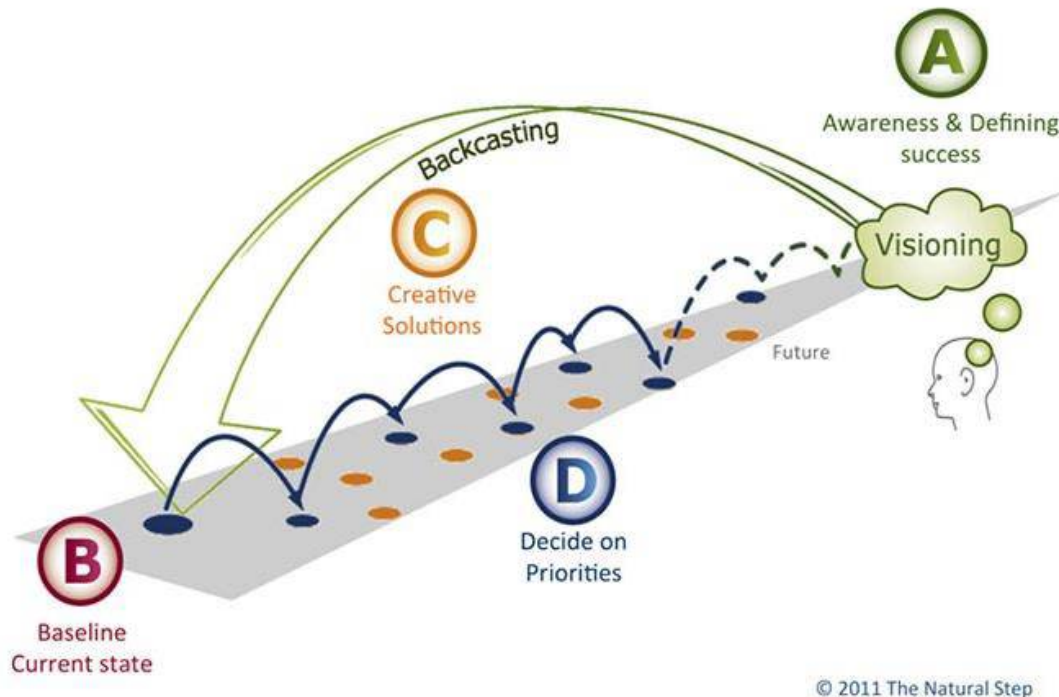 A
Awareness & Defining
success
Backcasting
Visioning
C
Creative
Solutions
Future
D
Decide on
Priorities
B
Baseline
Current state
© 2011 The Natural Step